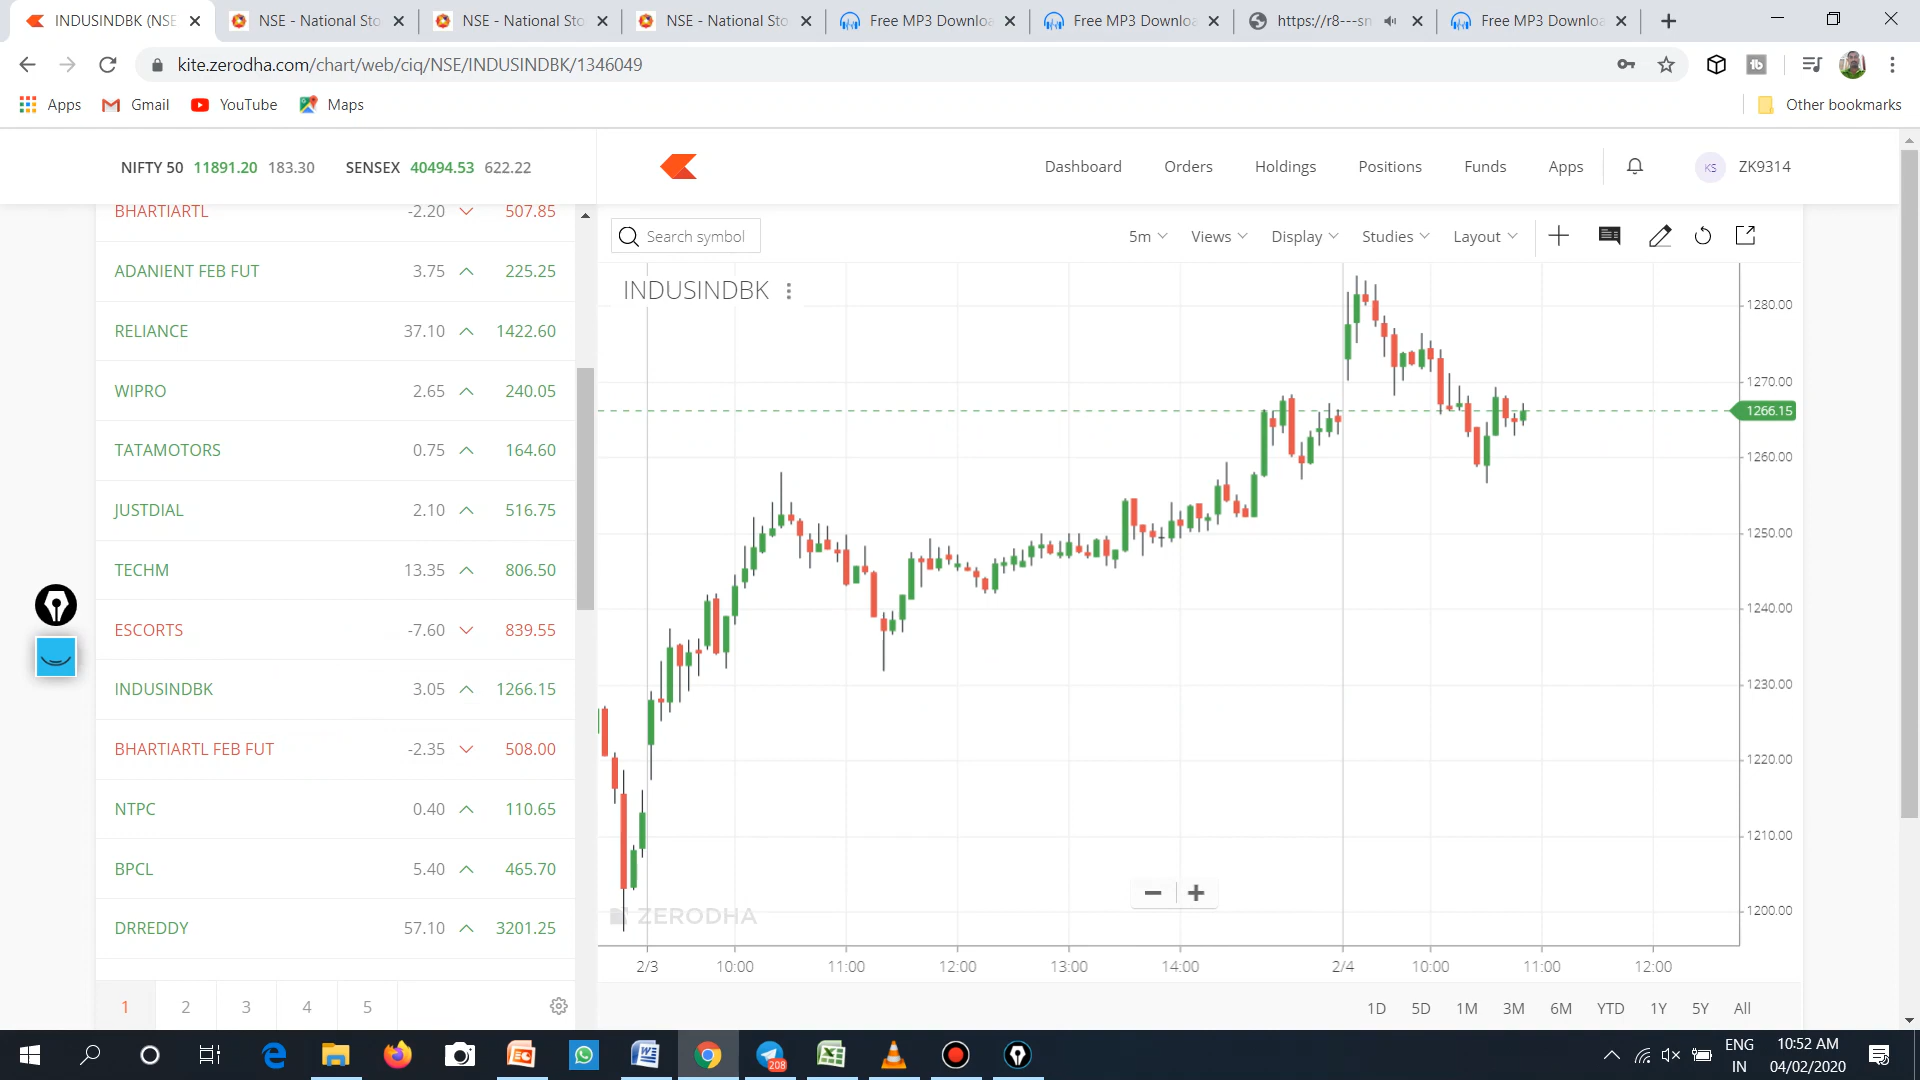 INDUSINDBK (NSE
NSE - National Sto
NSE - National Sto
NSE - National Sto
Free MP3 Downloa
Free MP3 Downloa
https://r8---sn
Free MP3 Downloa
kite.zerodha.com/chart/web/ciq/NSE/INDUSINDBK/1346049
Apps
Gmail
YouTube
Maps
Other bookmarks
NIFTY 50 11891.20 183.30 SENSEX 40494.53 622.22
Dashboard Orders Holdings Positions Funds Apps KS ZK9314
BHARTIARTL -2.20 507.85
ADANIENT FEB FUT 3.75 225.25
RELIANCE 37.10 1422.60
WIPRO 2.65 240.05
TATAMOTORS 0.75 164.60
JUSTDIAL 2.10 516.75
TECHM 13.35 806.50
ESCORTS -7.60 839.55
INDUSINDBK 3.05 1266.15
BHARTIARTL FEB FUT -2.35 508.00
NTPC 0.40 110.65
BPCL 5.40 465.70
DRREDDY 57.10 3201.25
1 2 3 4 5
Search symbol
5m Views Display Studies Layout
INDUSINDBK
1280.00
1270.00
1266.15
1260.00
1250.00
1240.00
1230.00
1220.00
1210.00
1200.00
ZERODHA
2/3 10:00 11:00 12:00 13:00 14:00 2/4 10:00 11:00 12:00
1D 5D 1M 3M 6M YTD 1Y 5Y All
208
ENG
IN
10:52 AM
04/02/2020